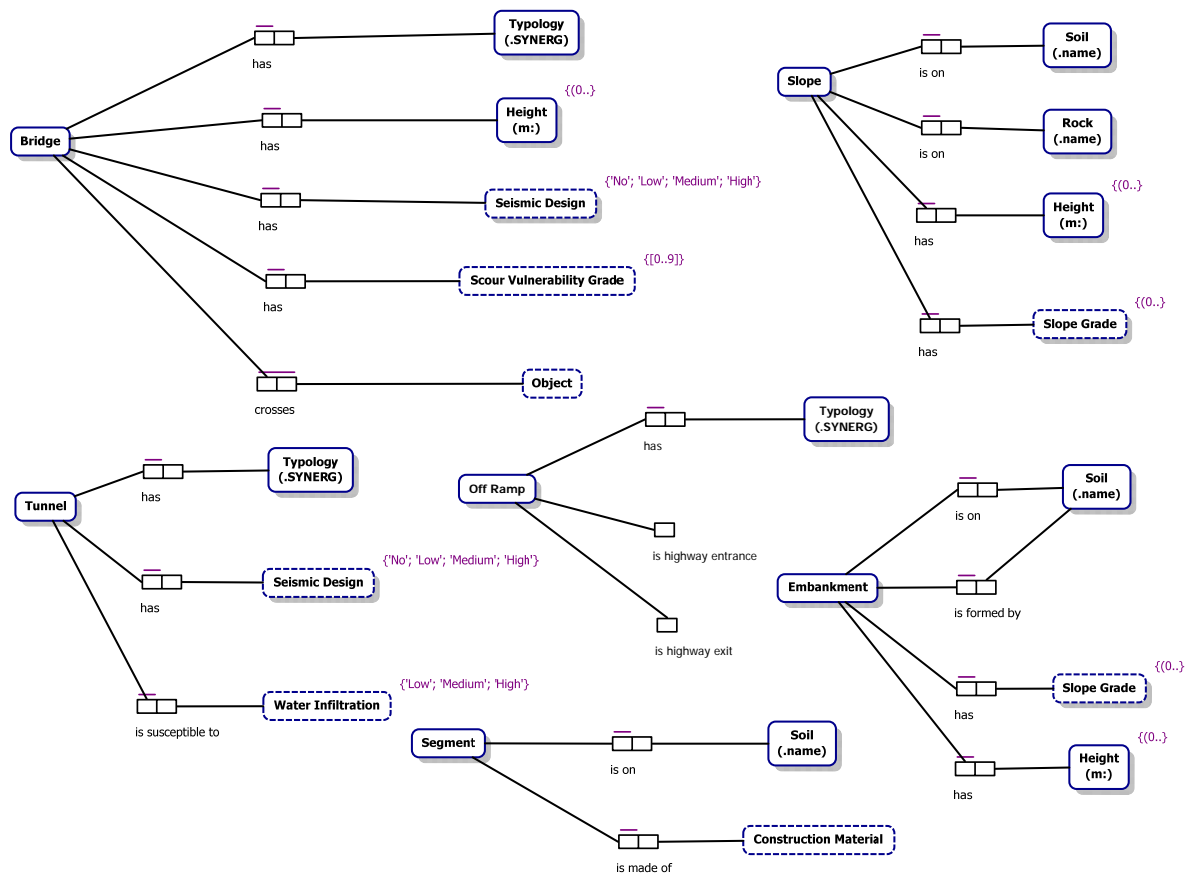 Typology
(.SYNERG)
has
Height
(m:)
{(0..}
has
Bridge
Seismic Design
{'No'; 'Low'; 'Medium'; 'High'}
has
Scour Vulnerability Grade
{[0..9]}
has
Object
crosses
Soil
(.name)
is on
Slope
Rock
(.name)
is on
Height
(m:)
{(0..}
has
Slope Grade
{(0..}
has
Typology
(.SYNERG)
has
Tunnel
Seismic Design
{'No'; 'Low'; 'Medium'; 'High'}
has
Water Infiltration
{'Low'; 'Medium'; 'High'}
is susceptible to
Typology
(.SYNERG)
has
Off Ramp
is highway entrance
is highway exit
Soil
(.name)
is on
Embankment
is formed by
Slope Grade
{(0..}
has
Height
(m:)
{(0..}
has
Segment
Soil
(.name)
is on
Construction Material
is made of